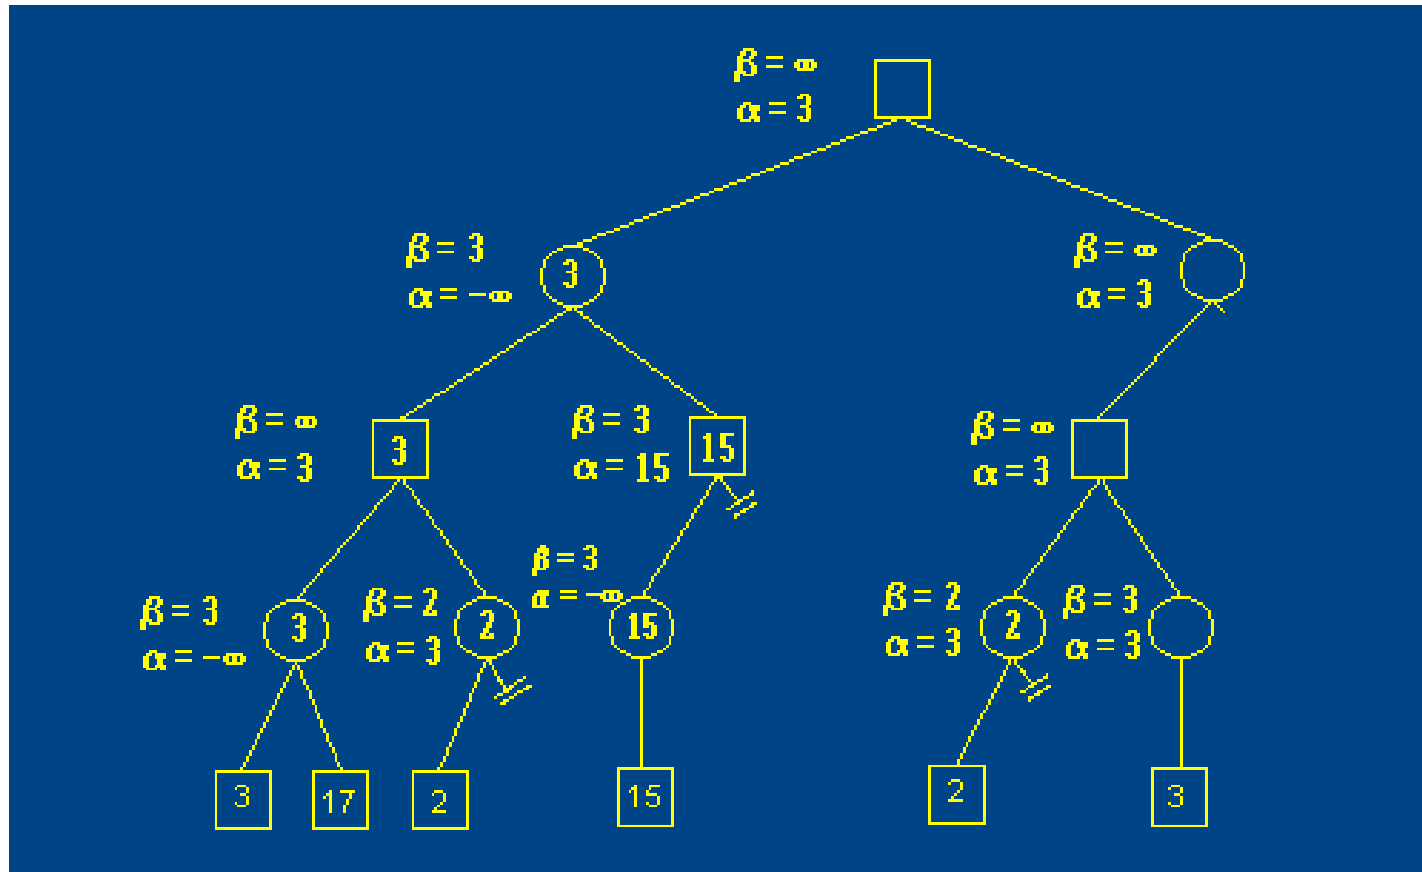 β = ∞
α = 3
β = 3
α = -∞
3
β = ∞
α = 3
β = ∞
α = 3
3
β = 3
α = 15
15
β = ∞
α = 3
β = 3
α = -∞
3
β = 2
α = 3
2
β = 3
α = -∞
15
β = 2
α = 3
2
β = 3
α = 3
3
17
2
15
2
3